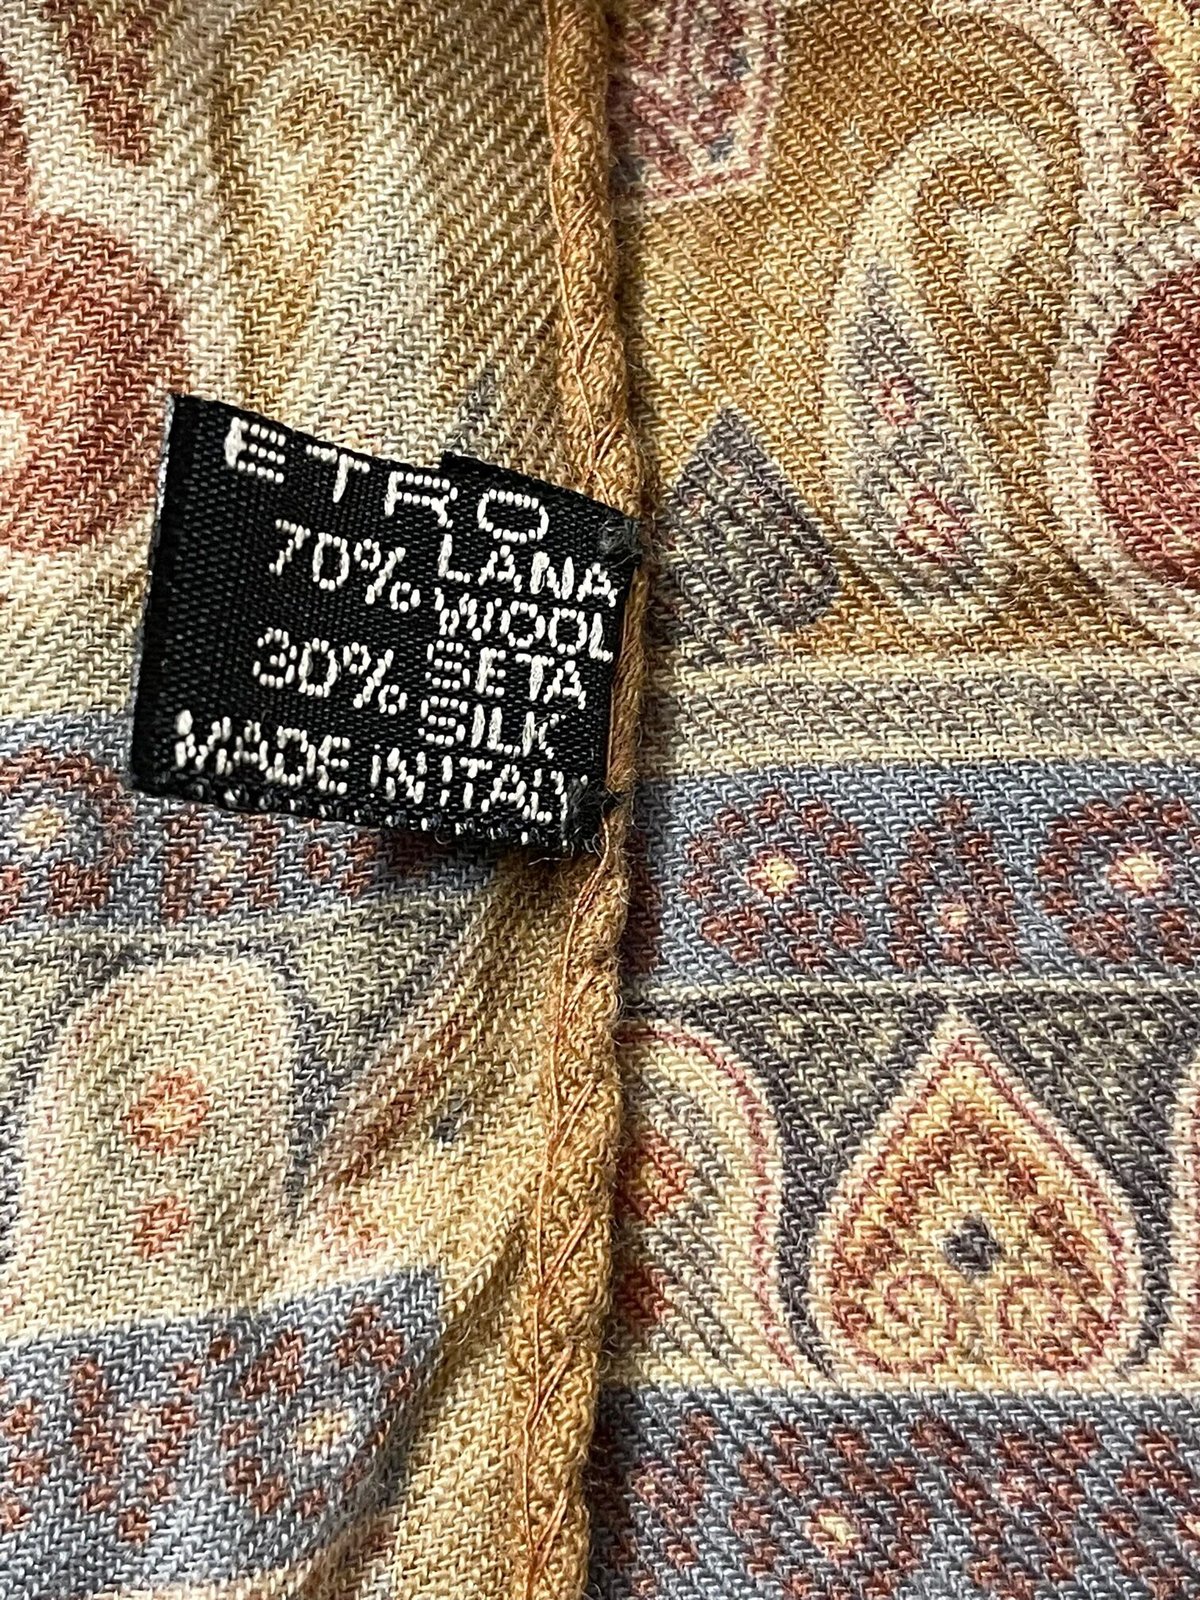 ETRO
70% LANA
WOOL
30% SETA
SILK
MADE IN ITALY